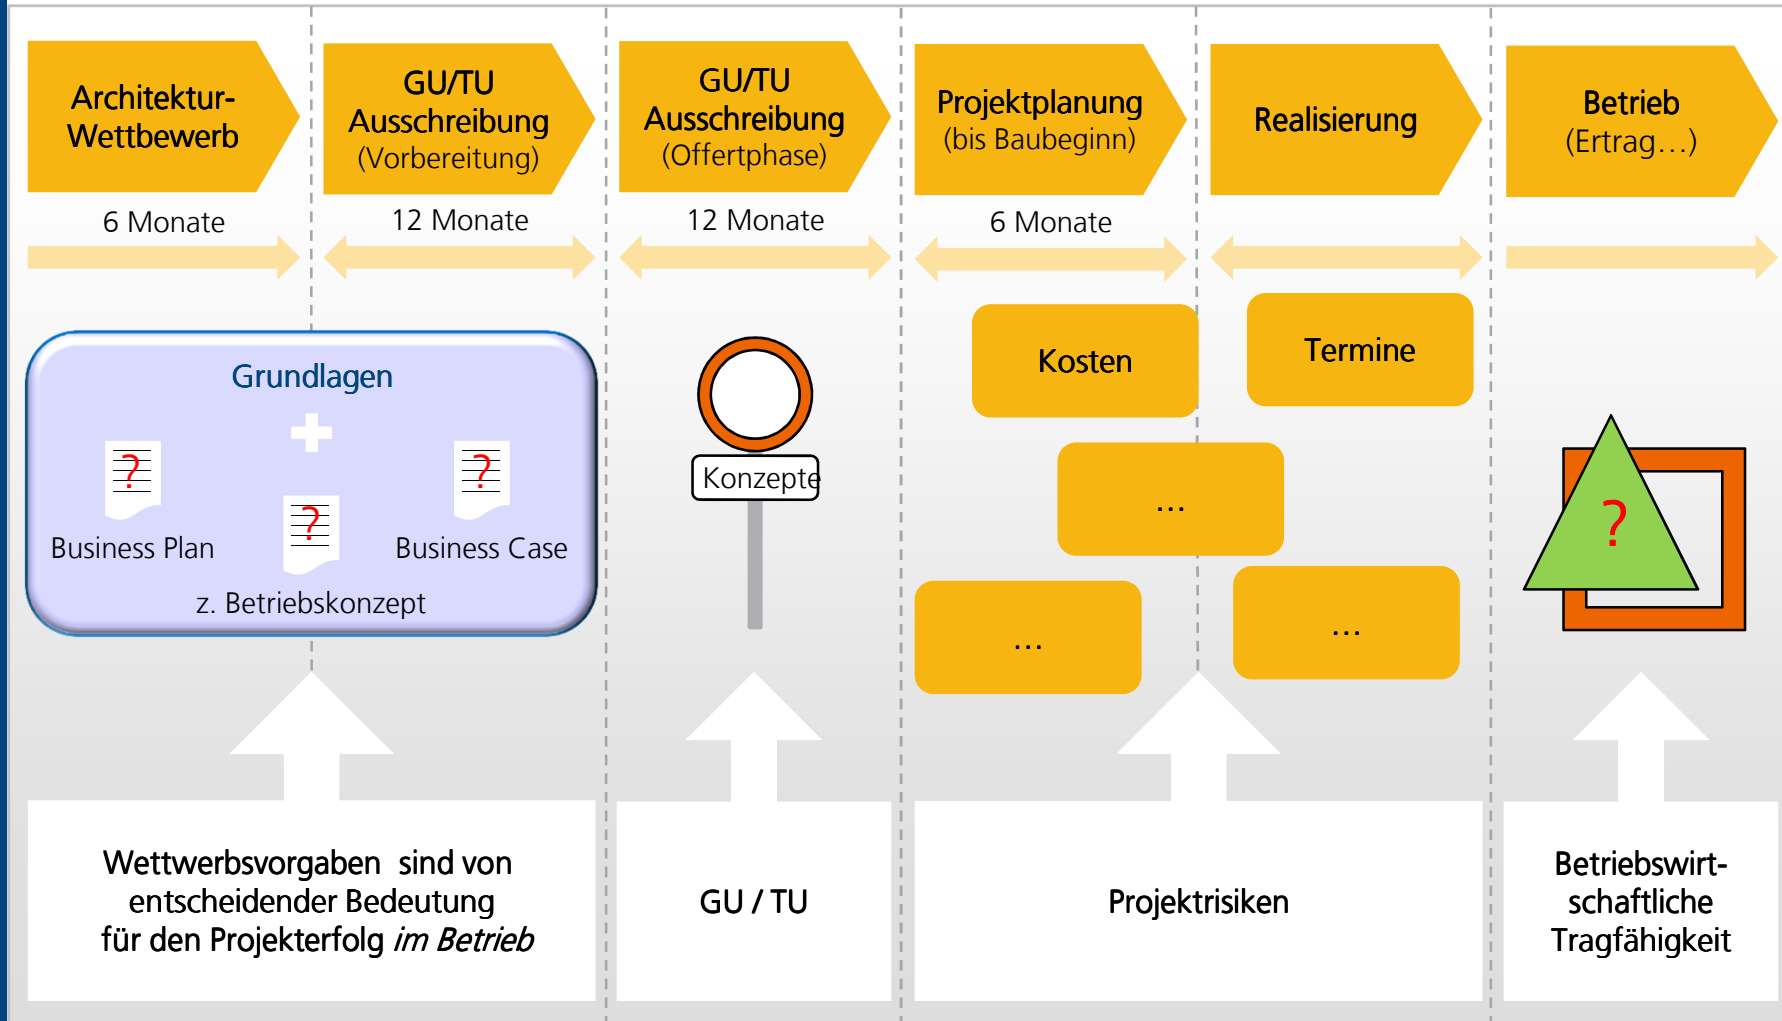 Architektur-
Wettbewerb
GU/TU
Ausschreibung
(Vorbereitung)
GU/TU
Ausschreibung
(Offertphase)
Projektplanung
(bis Baubeginn)
Realisierung
Betrieb
(Ertrag…)
6 Monate
12 Monate
12 Monate
6 Monate
Grundlagen
?
Business Plan
?
z. Betriebskonzept
?
Business Case
Konzepte
Kosten
Termine
…
…
…
?
Wettwerbsvorgaben sind von
entscheidender Bedeutung
für den Projekterfolg im Betrieb
GU / TU
Projektrisiken
Betriebswirt-
schaftliche
Tragfähigkeit